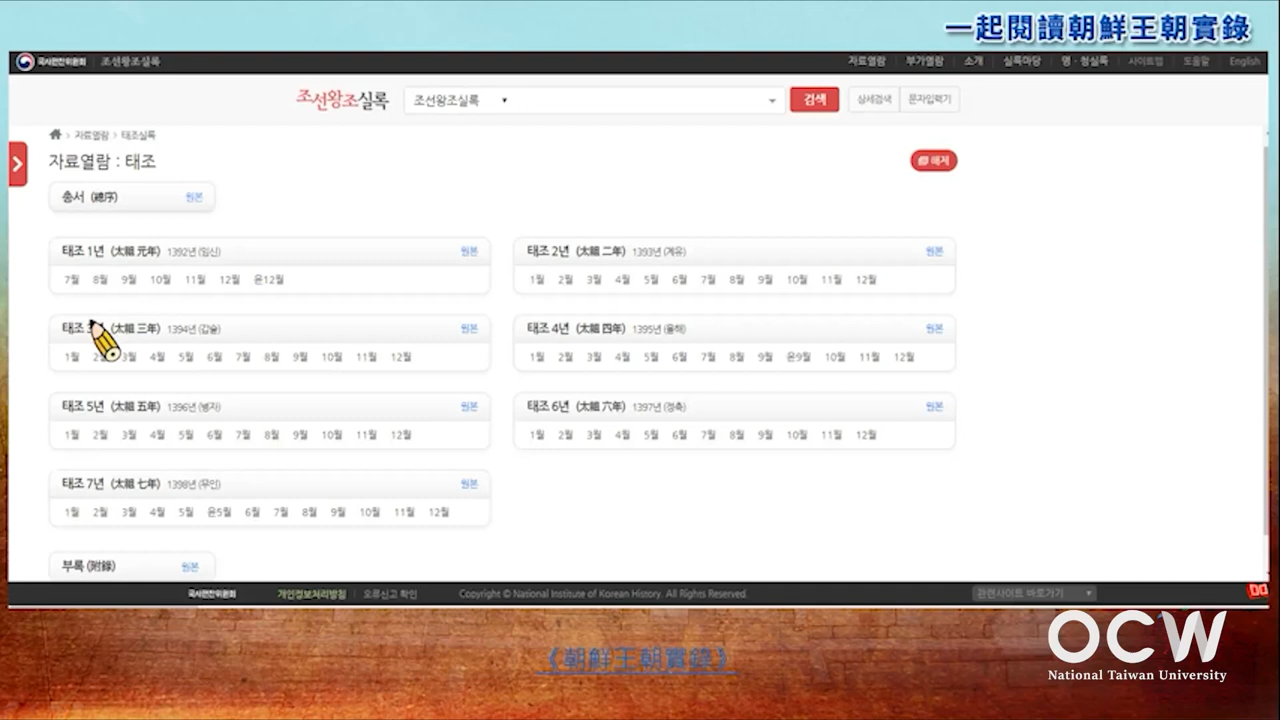 一起閱讀朝鮮王朝實錄
국사편찬위원회 조선왕조실록 자료열람 부가열람 소개 실록마당 명·청실록 사이트맵 도움말 English
조선왕조실록 조선왕조실록 ▼ 검색 상세검색 문자입력기
> 자료열람 > 태조실록
자료열람 : 태조 해제
총서 (總序) 원본
태조 1년 (太祖 元年) 1392년 (임신) 원본
7월 8월 9월 10월 11월 12월 윤12월
태조 2년 (太祖 二年) 1393년 (계유) 원본
1월 2월 3월 4월 5월 6월 7월 8월 9월 10월 11월 12월
태조 (太祖 三年) 1394년 (갑술) 원본
1월 3월 4월 5월 6월 7월 8월 9월 10월 11월 12월
태조 4년 (太祖 四年) 1395년 (을해) 원본
1월 2월 3월 4월 5월 6월 7월 8월 9월 윤9월 10월 11월 12월
태조 5년 (太祖 五年) 1396년 (병자) 원본
1월 2월 3월 4월 5월 6월 7월 8월 9월 10월 11월 12월
태조 6년 (太祖 六年) 1397년 (정축) 원본
1월 2월 3월 4월 5월 6월 7월 8월 9월 10월 11월 12월
태조 7년 (太祖 七年) 1398년 (무인) 원본
1월 2월 3월 4월 5월 윤5월 6월 7월 8월 9월 10월 11월 12월
부록 (附錄) 원본
국사편찬위원회 개인정보처리방침 오류신고 확인 Copyright © National Institute of Korean History. All Rights Reserved. 관련사이트 바로가기 ▼
《朝鮮王朝實錄》
OCW
National Taiwan University